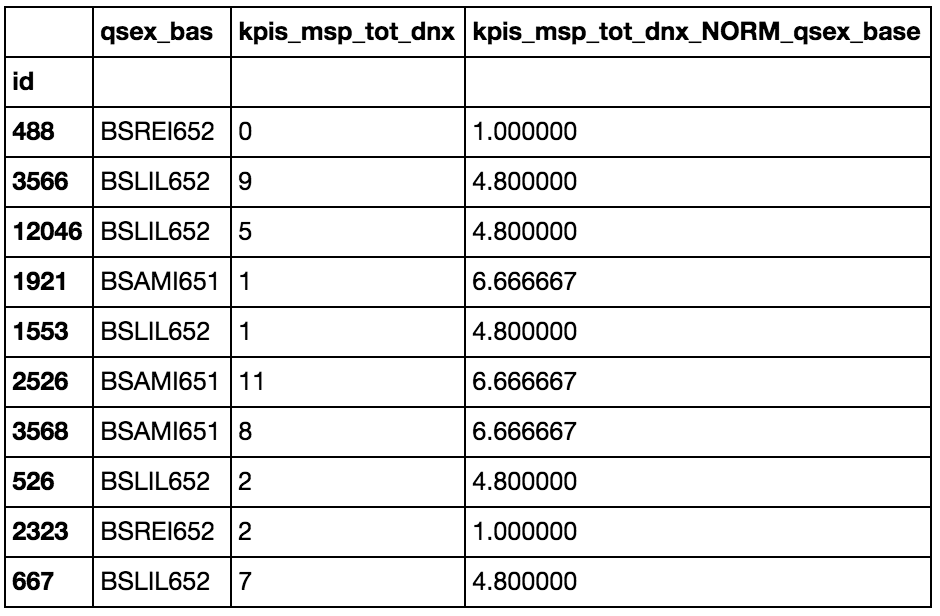 qsex_bas kpis_msp_tot_dnx kpis_msp_tot_dnx_NORM_qsex_base
id
488 BSREI652 0 1.000000
3566 BSLIL652 9 4.800000
12046 BSLIL652 5 4.800000
1921 BSAMI651 1 6.666667
1553 BSLIL652 1 4.800000
2526 BSAMI651 11 6.666667
3568 BSAMI651 8 6.666667
526 BSLIL652 2 4.800000
2323 BSREI652 2 1.000000
667 BSLIL652 7 4.800000